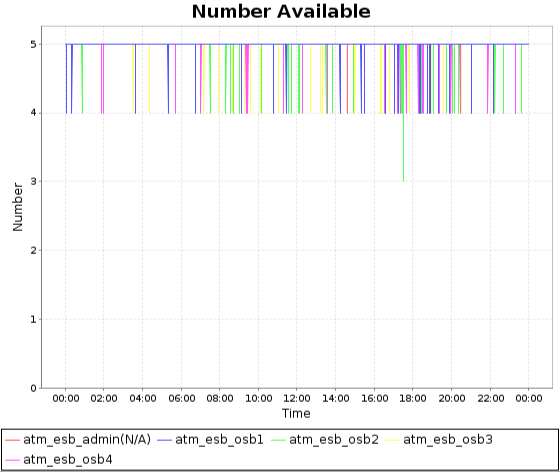 Number Available
5
4
3
2
1
0
Number
00:00 02:00 04:00 06:00 08:00 10:00 12:00 14:00 16:00 18:00 20:00 22:00 00:00
Time
atm_esb_admin(N/A) atm_esb_osb1 atm_esb_osb2 atm_esb_osb3
atm_esb_osb4